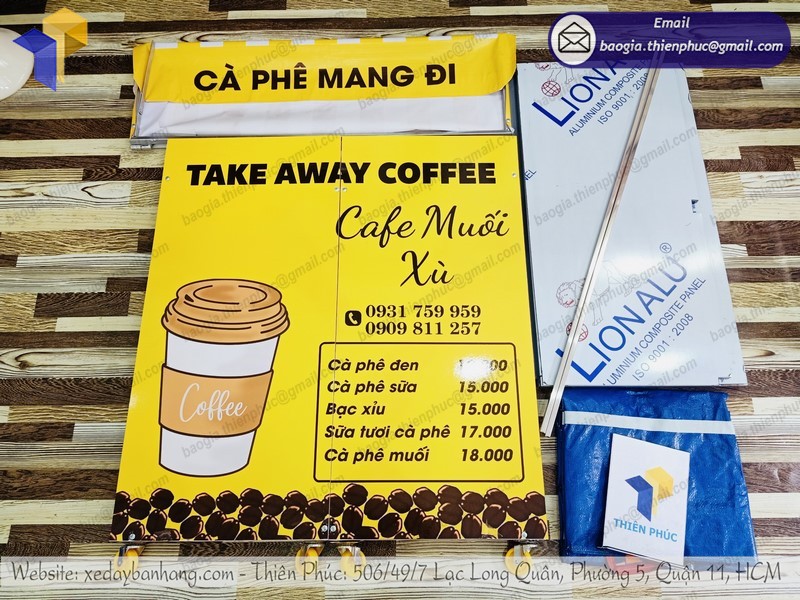 Email
baogia.thienphuc@gmail.com
CÀ PHÊ MANG ĐI
TAKE AWAY COFFEE
Cafe Muối
Xù
0931 759 959
0909 811 257
Cà phê đen
Cà phê sữa 15.000
Bạc xỉu 15.000
Sữa tươi cà phê 17.000
Cà phê muối 18.000
Coffee
LIONALU
ALUMINIUM COMPOSITE PANEL
ISO 9001 : 2008
LIONALU®
ALUMINIUM COMPOSITE PANEL
ISO 9001 : 2008
THIÊN PHÚC
Website: xedaybanhang.com - Thiên Phúc: 506/49/7 Lạc Long Quân, Phường 5, Quận 11, HCM